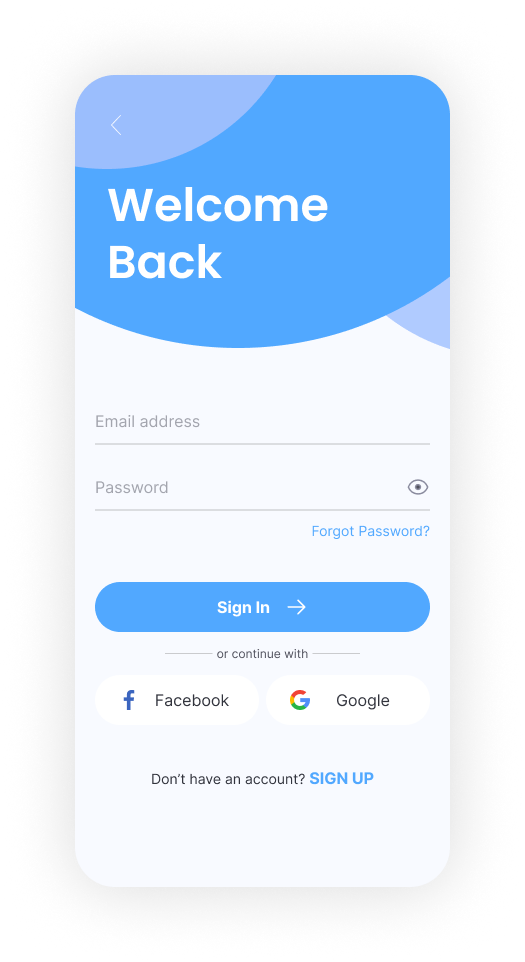 Welcome
Back
Email address
Password
Forgot Password?
Sign In
or continue with
Facebook
Google
Don’t have an account? SIGN UP